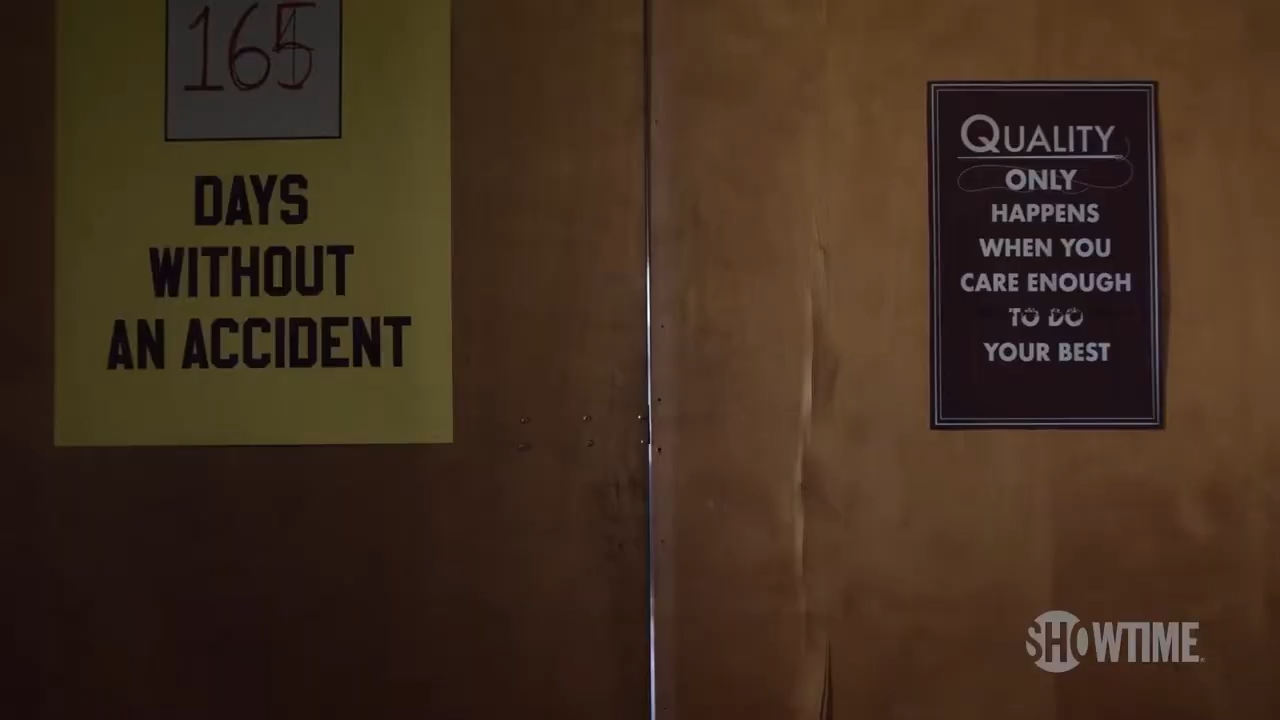 165
DAYS
WITHOUT
AN ACCIDENT
QUALITY
ONLY
HAPPENS
WHEN YOU
CARE ENOUGH
TO DO
YOUR BEST
SHOWTIME